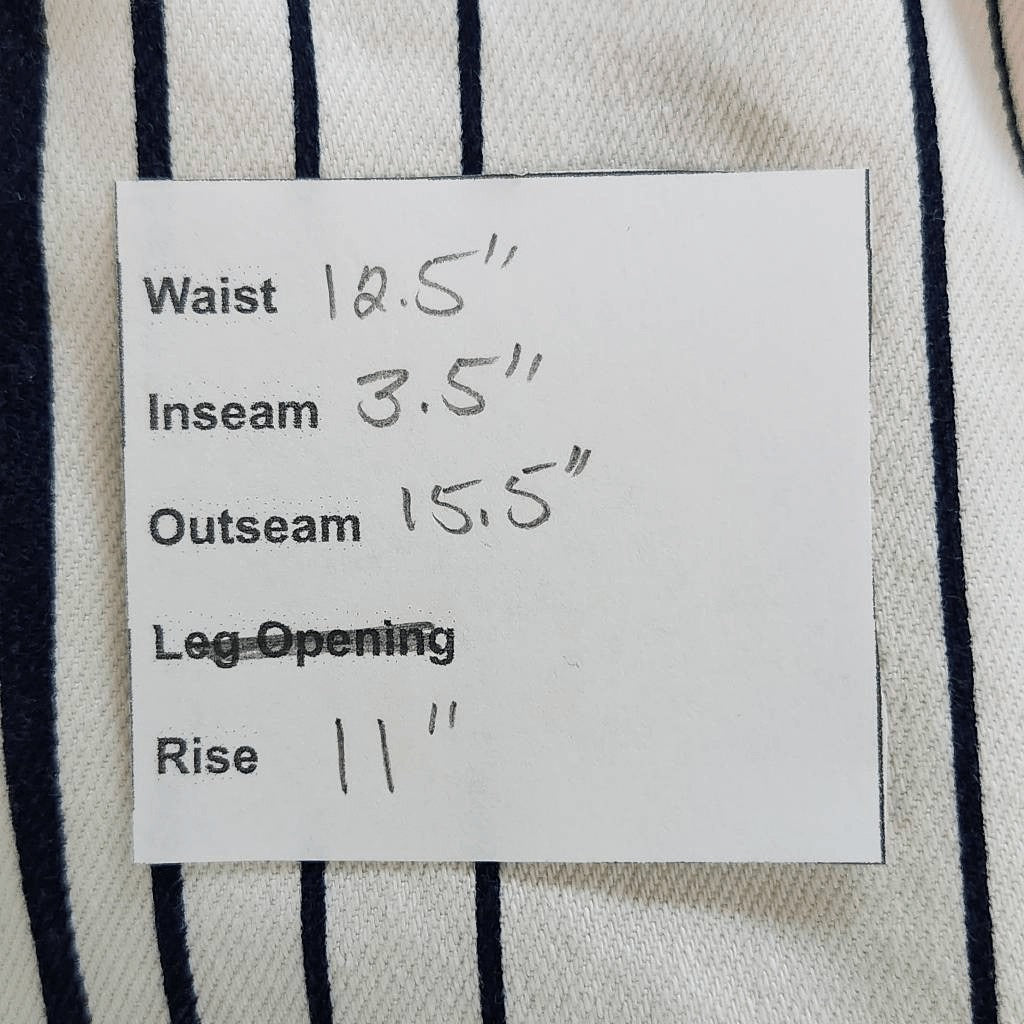 Waist 12.5"
Inseam 3.5"
Outseam 15.5"
Leg Opening
Rise 11"